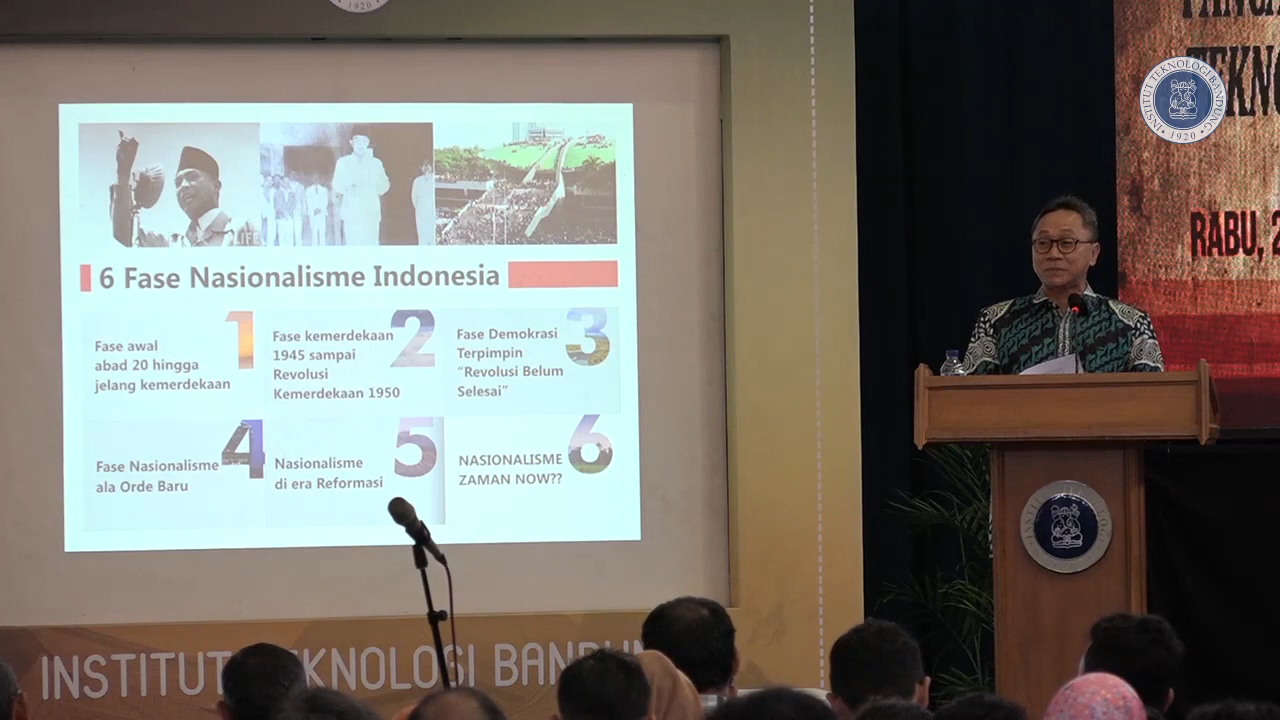 1920
LIFE
6 Fase Nasionalisme Indonesia
1
Fase awal
abad 20 hingga
jelang kemerdekaan
2
Fase kemerdekaan
1945 sampai
Revolusi
Kemerdekaan 1950
3
Fase Demokrasi
Terpimpin
“Revolusi Belum
Selesai”
4
Fase Nasionalisme
ala Orde Baru
5
Nasionalisme
di era Reformasi
6
NASIONALISME
ZAMAN NOW??
INSTITUT TEKNOLOGI BANDUNG
INSTITUT TEKNOLOGI BANDUNG
1920
RABU, 2